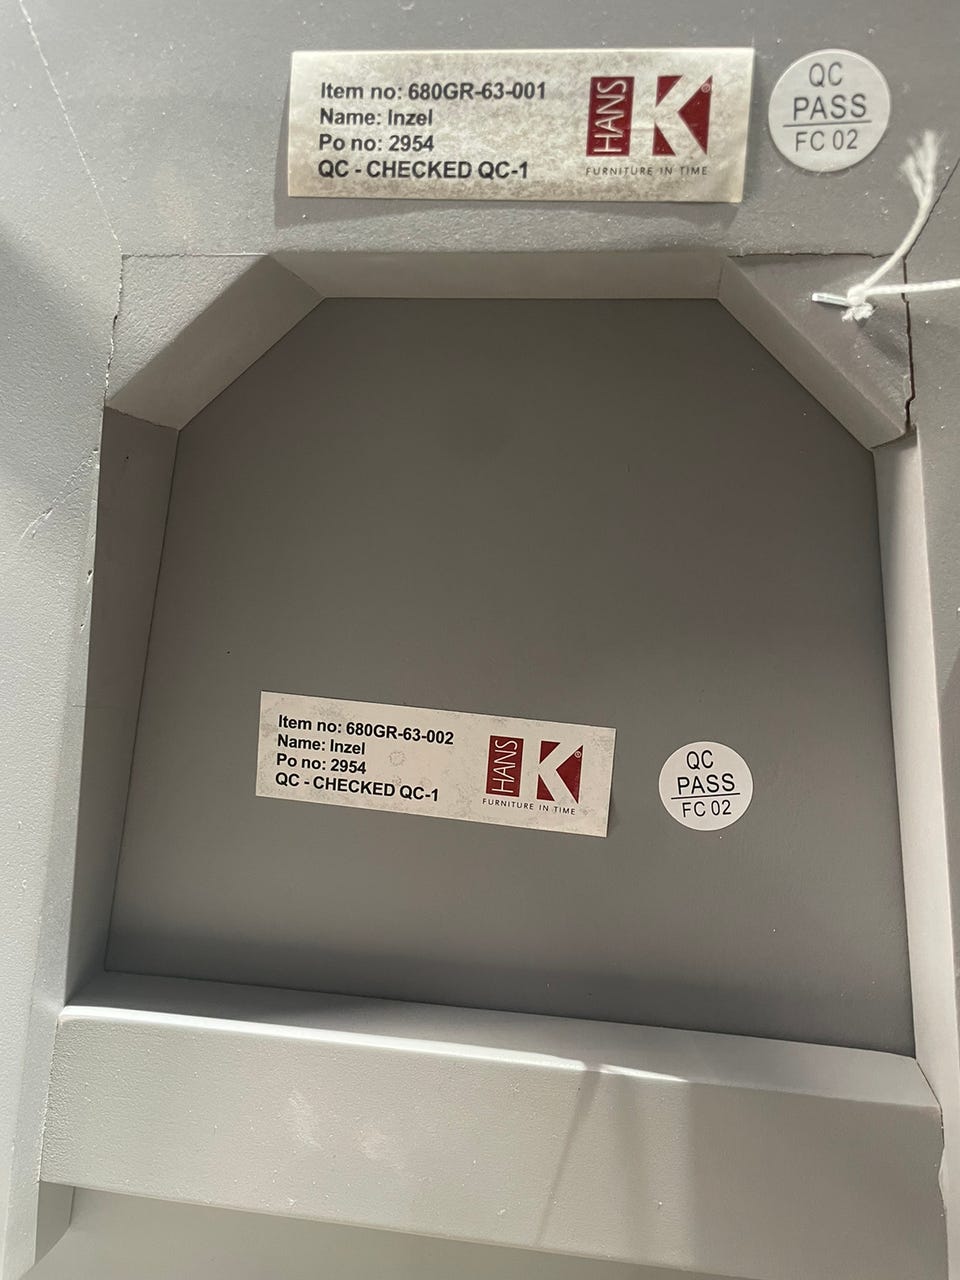 Item no: 680GR-63-001
Name: Inzel
Po no: 2954
QC - CHECKED QC-1
HANS K ®
FURNITURE IN TIME
QC
PASS
FC 02
Item no: 680GR-63-002
Name: Inzel
Po no: 2954
QC - CHECKED QC-1
HANS K ®
FURNITURE IN TIME
QC
PASS
FC 02